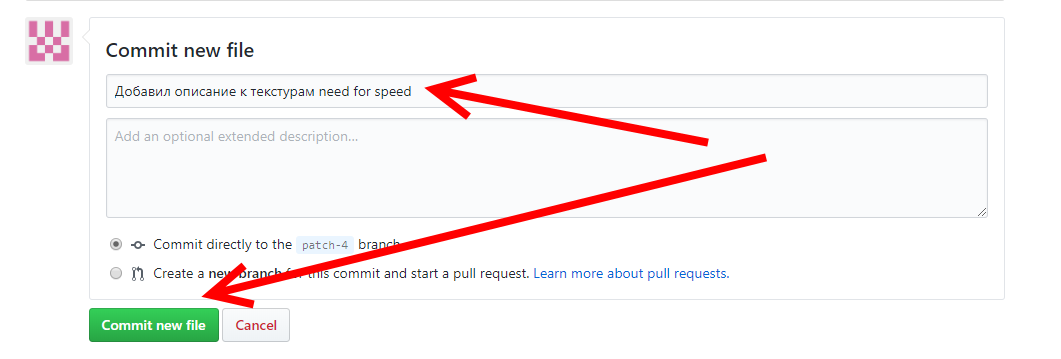 Commit new file
Добавил описание к текстурам need for speed
Add an optional extended description...
Commit directly to the patch-4 branch
Create a new branch for this commit and start a pull request. Learn more about pull requests.
Commit new file
Cancel